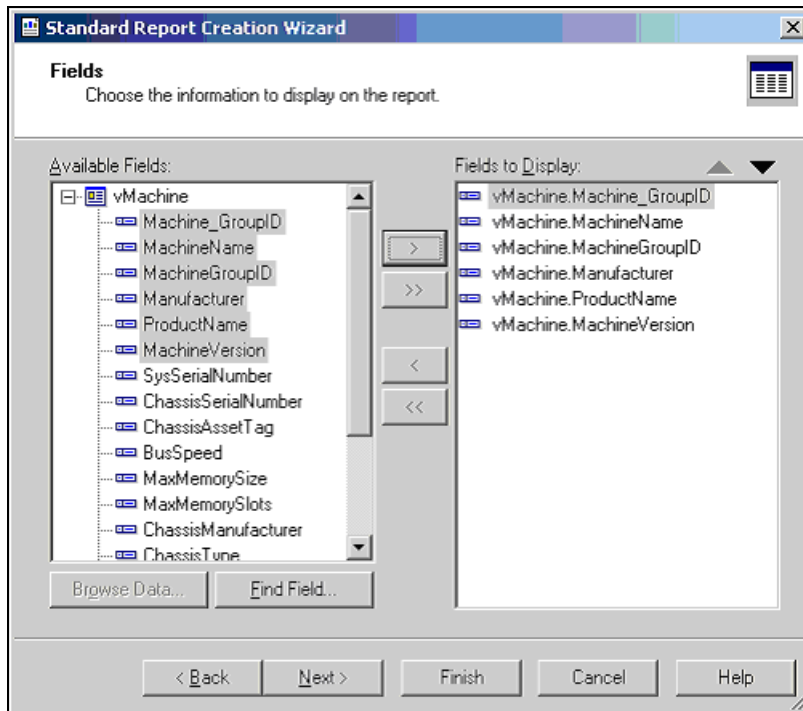 Standard Report Creation Wizard
Fields
Choose the information to display on the report.
Available Fields:
vMachine
Machine_GroupID
MachineName
MachineGroupID
Manufacturer
ProductName
MachineVersion
SysSerialNumber
ChassisSerialNumber
ChassisAssetTag
BusSpeed
MaxMemorySize
MaxMemorySlots
ChassisManufacturer
ChassisType
>
>>
<
<<
Fields to Display:
vMachine.Machine_GroupID
vMachine.MachineName
vMachine.MachineGroupID
vMachine.Manufacturer
vMachine.ProductName
vMachine.MachineVersion
Browse Data... Find Field...
< Back Next > Finish Cancel Help